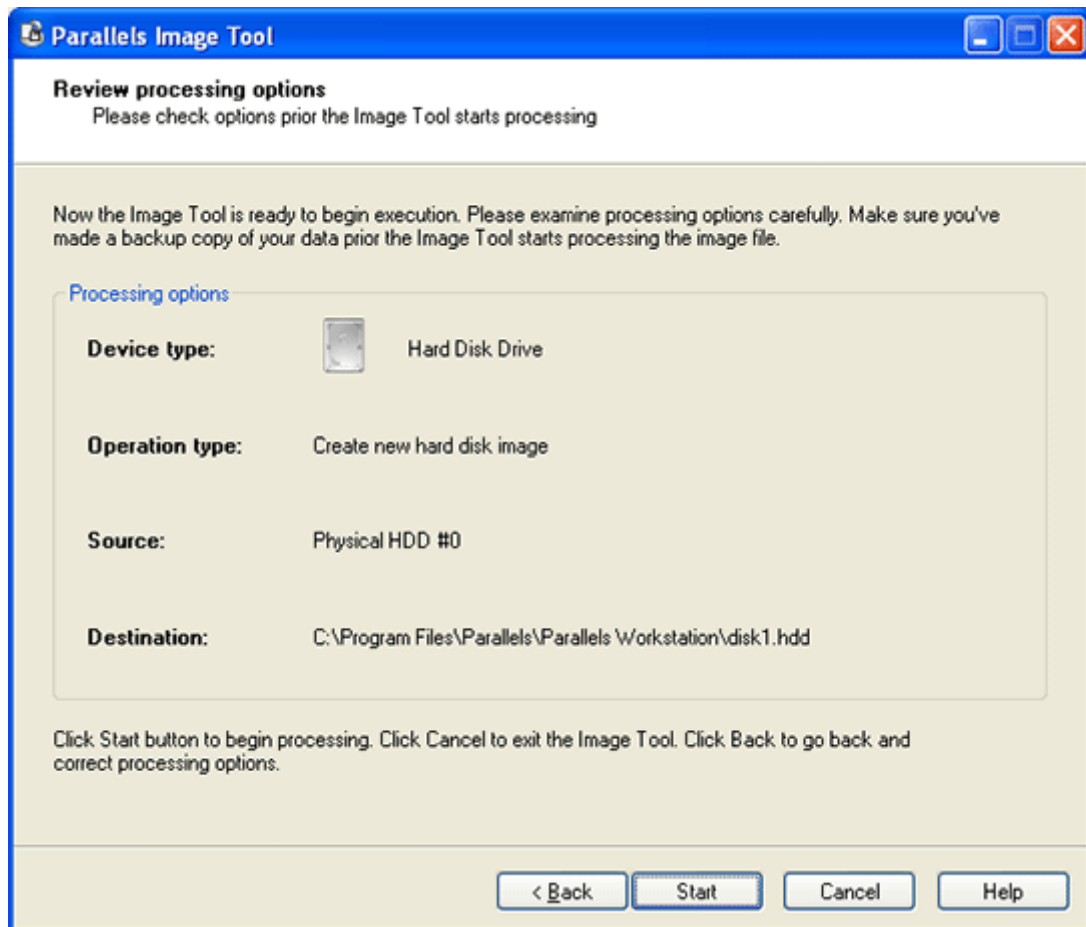 Parallels Image Tool
Review processing options
Please check options prior the Image Tool starts processing
Now the Image Tool is ready to begin execution. Please examine processing options carefully. Make sure you've
made a backup copy of your data prior the Image Tool starts processing the image file.
Processing options
Device type: Hard Disk Drive
Operation type: Create new hard disk image
Source: Physical HDD #0
Destination: C:\Program Files\Parallels\Parallels Workstation\disk1.hdd
Click Start button to begin processing. Click Cancel to exit the Image Tool. Click Back to go back and
correct processing options.
< Back Start Cancel Help